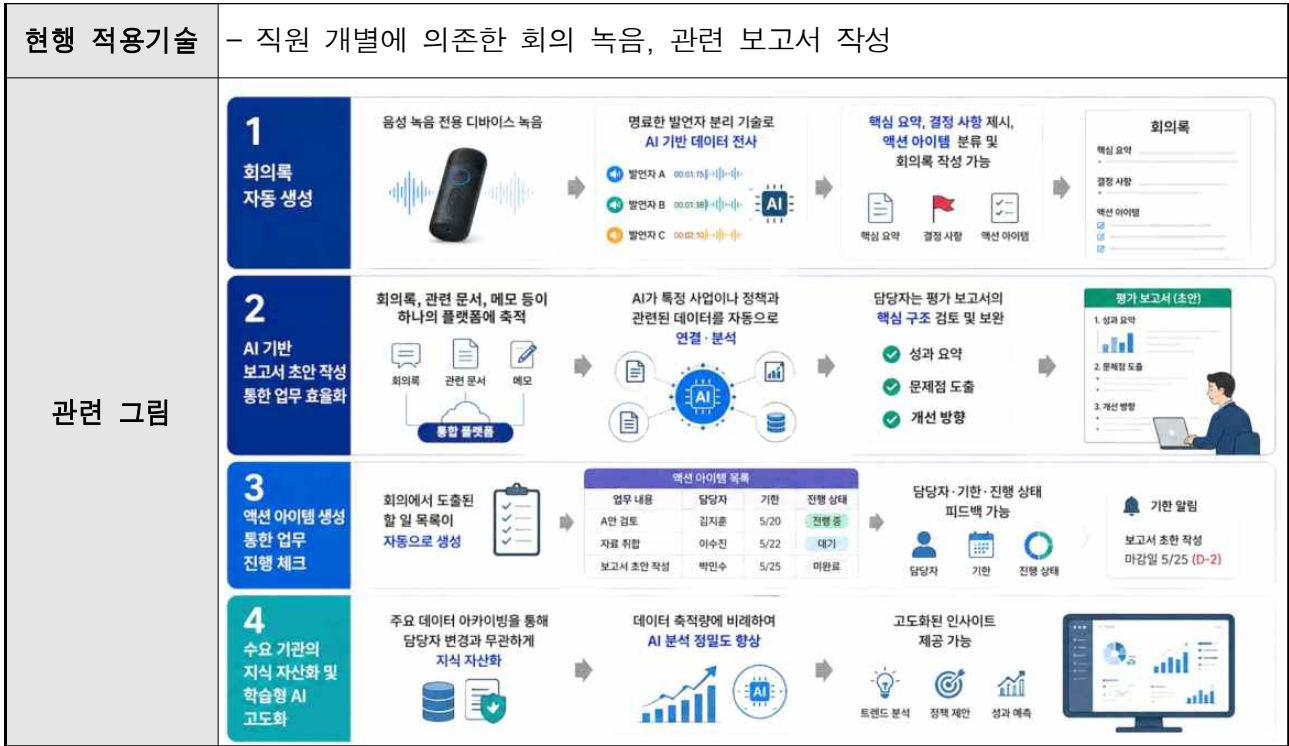 현행 적용기술
– 직원 개별에 의존한 회의 녹음, 관련 보고서 작성
관련 그림
1
회의록
자동 생성
음성 녹음 전용 디바이스 녹음
명료한 발언자 분리 기술로
AI 기반 데이터 전사
발언자 A 00:01:15
발언자 B 00:01:38
발언자 C 00:02:10
AI
핵심 요약, 결정 사항 제시,
액션 아이템 분류 및
회의록 작성 가능
핵심 요약 결정 사항 액션 아이템
회의록
핵심 요약
결정 사항
액션 아이템
2
AI 기반
보고서 초안 작성
통한 업무 효율화
회의록, 관련 문서, 메모 등이
하나의 플랫폼에 축적
회의록 관련 문서 메모
통합 플랫폼
AI가 특정 사업이나 정책과
관련된 데이터를 자동으로
연결·분석
AI
담당자는 평가 보고서의
핵심 구조 검토 및 보완
성과 요약
문제점 도출
개선 방향
평가 보고서 (초안)
1. 성과 요약
2. 문제점 도출
3. 개선 방향
3
액션 아이템 생성
통한 업무
진행 체크
회의에서 도출된
할 일 목록이
자동으로 생성
액션 아이템 목록
업무 내용 담당자 기한 진행 상태
A안 검토 김지훈 5/20 진행 중
자료 취합 이수진 5/22 대기
보고서 초안 작성 박민수 5/25 미완료
담당자·기한·진행 상태
피드백 가능
담당자 기한 진행 상태
기한 알림
보고서 초안 작성
마감일 5/25 (D-2)
4
수요 기관의
지식 자산화 및
학습형 AI
고도화
주요 데이터 아카이빙을 통해
담당자 변경과 무관하게
지식 자산화
데이터 축적량에 비례하여
AI 분석 정밀도 향상
AI
고도화된 인사이트
제공 가능
트렌드 분석 정책 제안 성과 예측